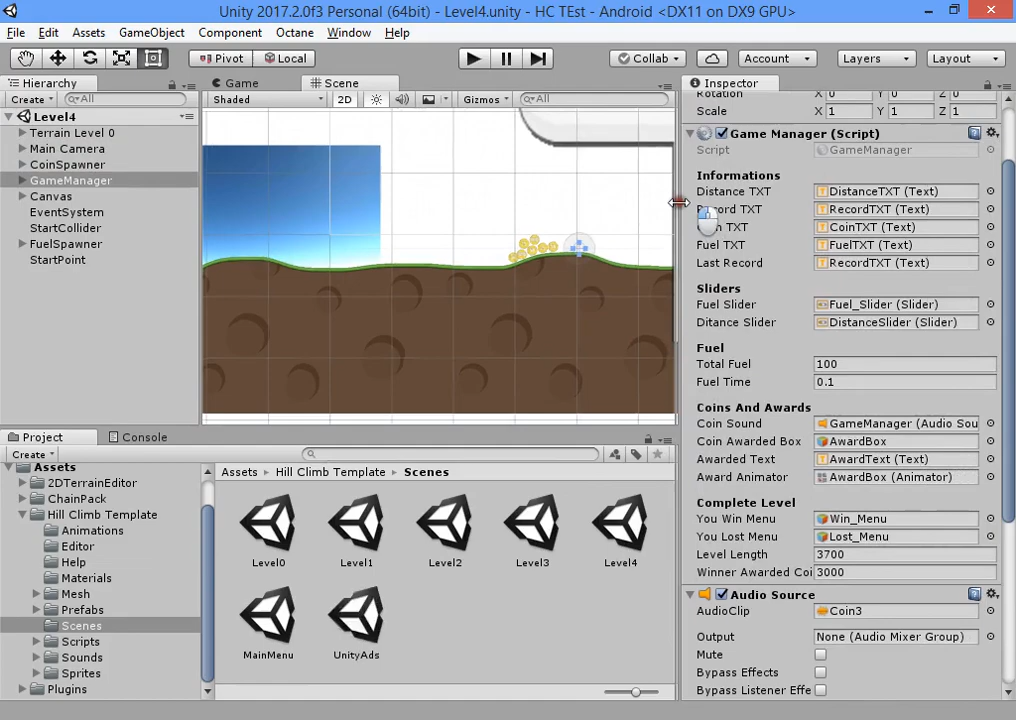 Unity 2017.2.0f3 Personal (64bit) - Level4.unity - HC TEst - Android <DX11 on DX9 GPU>
File Edit Assets GameObject Component Octane Window Help
Pivot Local Collab Account Layers Layout
Hierarchy
Create All
Level4
Terrain Level 0
Main Camera
CoinSpawner
GameManager
Canvas
EventSystem
StartCollider
FuelSpawner
StartPoint
Game Scene
Shaded 2D Gizmos All
Inspector
Rotation X 0 Y 0 Z 0
Scale X 1 Y 1 Z 1
Game Manager (Script)
Script GameManager
Informations
Distance TXT DistanceTXT (Text)
Record TXT RecordTXT (Text)
TXT CoinTXT (Text)
Fuel TXT FuelTXT (Text)
Last Record RecordTXT (Text)
Sliders
Fuel Slider Fuel_Slider (Slider)
Ditance Slider DistanceSlider (Slider)
Fuel
Total Fuel 100
Fuel Time 0.1
Coins And Awards
Coin Sound GameManager (Audio Sou
Coin Awarded Box AwardBox
Awarded Text AwardText (Text)
Award Animator AwardBox (Animator)
Complete Level
You Win Menu Win_Menu
You Lost Menu Lost_Menu
Level Length 3700
Winner Awarded Coi 3000
Audio Source
AudioClip Coin3
Output None (Audio Mixer Group)
Mute
Bypass Effects
Bypass Listener Effe
Project Console
Create
Assets
2DTerrainEditor
ChainPack
Hill Climb Template
Animations
Editor
Help
Materials
Mesh
Prefabs
Scenes
Scripts
Sounds
Sprites
Plugins
Assets Hill Climb Template Scenes
Level0 Level1 Level2 Level3 Level4
MainMenu UnityAds